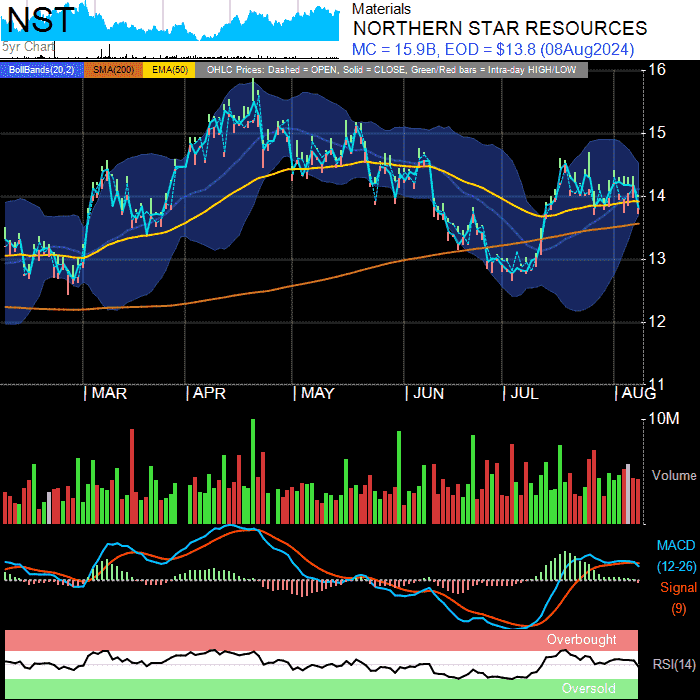 NST
5yr Chart
Materials
NORTHERN STAR RESOURCES
MC = 15.9B, EOD = $13.8 (08Aug2024)
BollBands(20,2) SMA(200) EMA(50) OHLC Prices: Dashed = OPEN, Solid = CLOSE, Green/Red bars = Intra-day HIGH/LOW
16
15
14
13
12
11
| MAR | APR | MAY | JUN | JUL | AUG
10M
Volume
MACD
(12-26)
Signal
(9)
Overbought
RSI(14)
Oversold